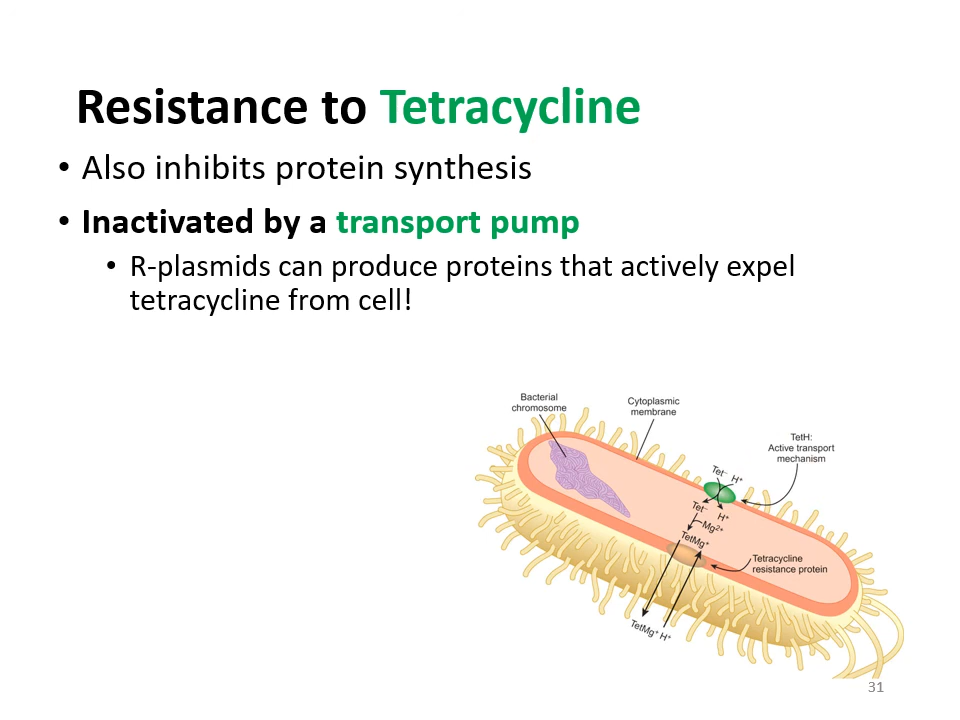 Resistance to Tetracycline
• Also inhibits protein synthesis
• Inactivated by a transport pump
• R-plasmids can produce proteins that actively expel
tetracycline from cell!
Bacterial
chromosome
Cytoplasmic
membrane
TetH:
Active transport
mechanism
Tet⁻ H⁺
Tet⁻ H⁺
Mg²⁺
TetMg⁺
Tetracycline
resistance protein
TetMg⁺ H⁺
31